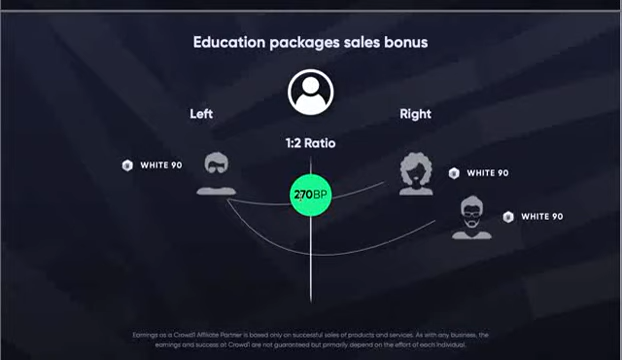 Education packages sales bonus
Left
Right
1:2 Ratio
WHITE 90
WHITE 90
270BP
WHITE 90
Earnings as a Crowd1 Affiliate Partner is based only on successful sales of products and services. As with any business, the
earnings and success at Crowd1 are not guaranteed but primarily depend on the effort of each individual.